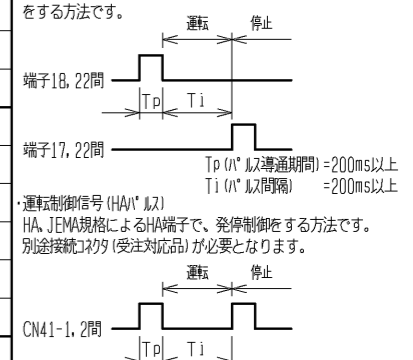 をする方法です。
運転 停止
端子18,22間
Tp Ti
端子17,22間
Tp(ﾊﾟﾙｽ導通期間)=200ms以上
Ti(ﾊﾟﾙｽ間隔) =200ms以上
･運転制御信号(HAﾊﾟﾙｽ)
HA、JEMA規格によるHA端子で、発停制御をする方法です。
別途接続ｺﾈｸﾀ(受注対応品)が必要となります。
運転 停止
CN41-1,2間
Tp Ti